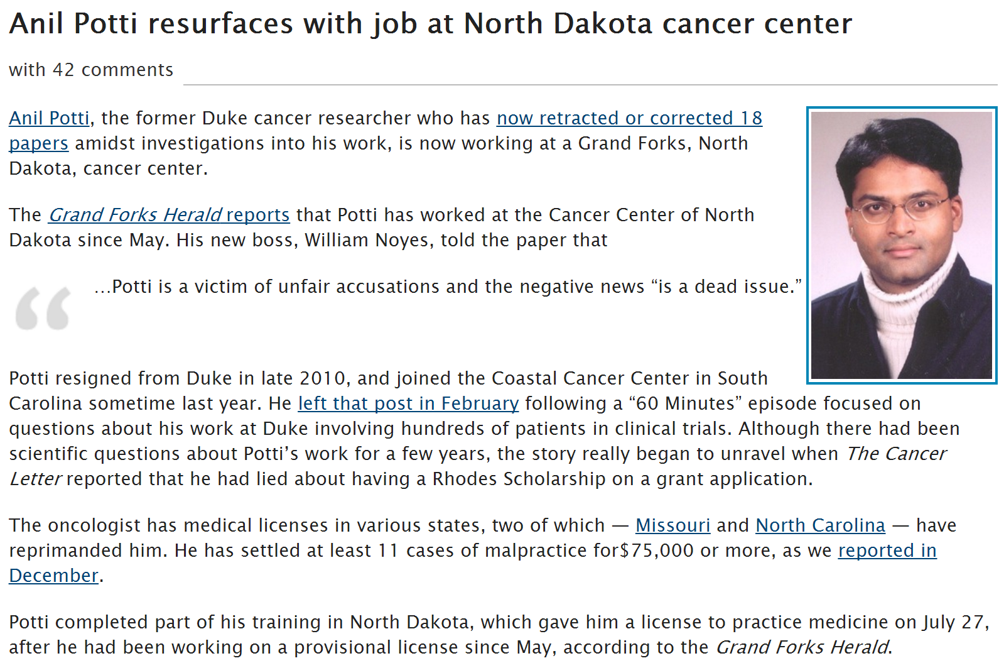 Anil Potti resurfaces with job at North Dakota cancer center
with 42 comments
Anil Potti, the former Duke cancer researcher who has now retracted or corrected 18
papers amidst investigations into his work, is now working at a Grand Forks, North
Dakota, cancer center.
The Grand Forks Herald reports that Potti has worked at the Cancer Center of North
Dakota since May. His new boss, William Noyes, told the paper that
“ …Potti is a victim of unfair accusations and the negative news “is a dead issue.”
Potti resigned from Duke in late 2010, and joined the Coastal Cancer Center in South
Carolina sometime last year. He left that post in February following a “60 Minutes” episode focused on
questions about his work at Duke involving hundreds of patients in clinical trials. Although there had been
scientific questions about Potti’s work for a few years, the story really began to unravel when The Cancer
Letter reported that he had lied about having a Rhodes Scholarship on a grant application.
The oncologist has medical licenses in various states, two of which — Missouri and North Carolina — have
reprimanded him. He has settled at least 11 cases of malpractice for$75,000 or more, as we reported in
December.
Potti completed part of his training in North Dakota, which gave him a license to practice medicine on July 27,
after he had been working on a provisional license since May, according to the Grand Forks Herald.